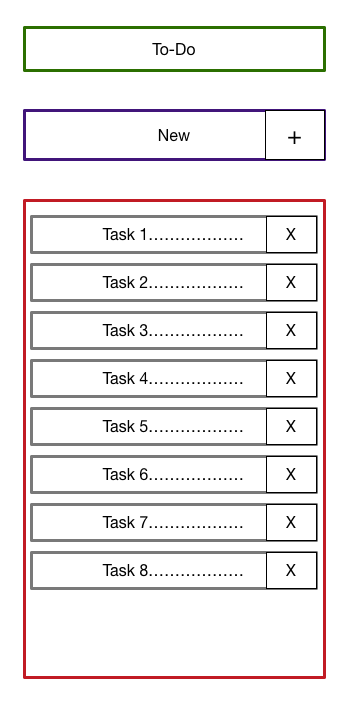 To-Do
New +
Task 1.................. X
Task 2.................. X
Task 3.................. X
Task 4.................. X
Task 5.................. X
Task 6.................. X
Task 7.................. X
Task 8.................. X